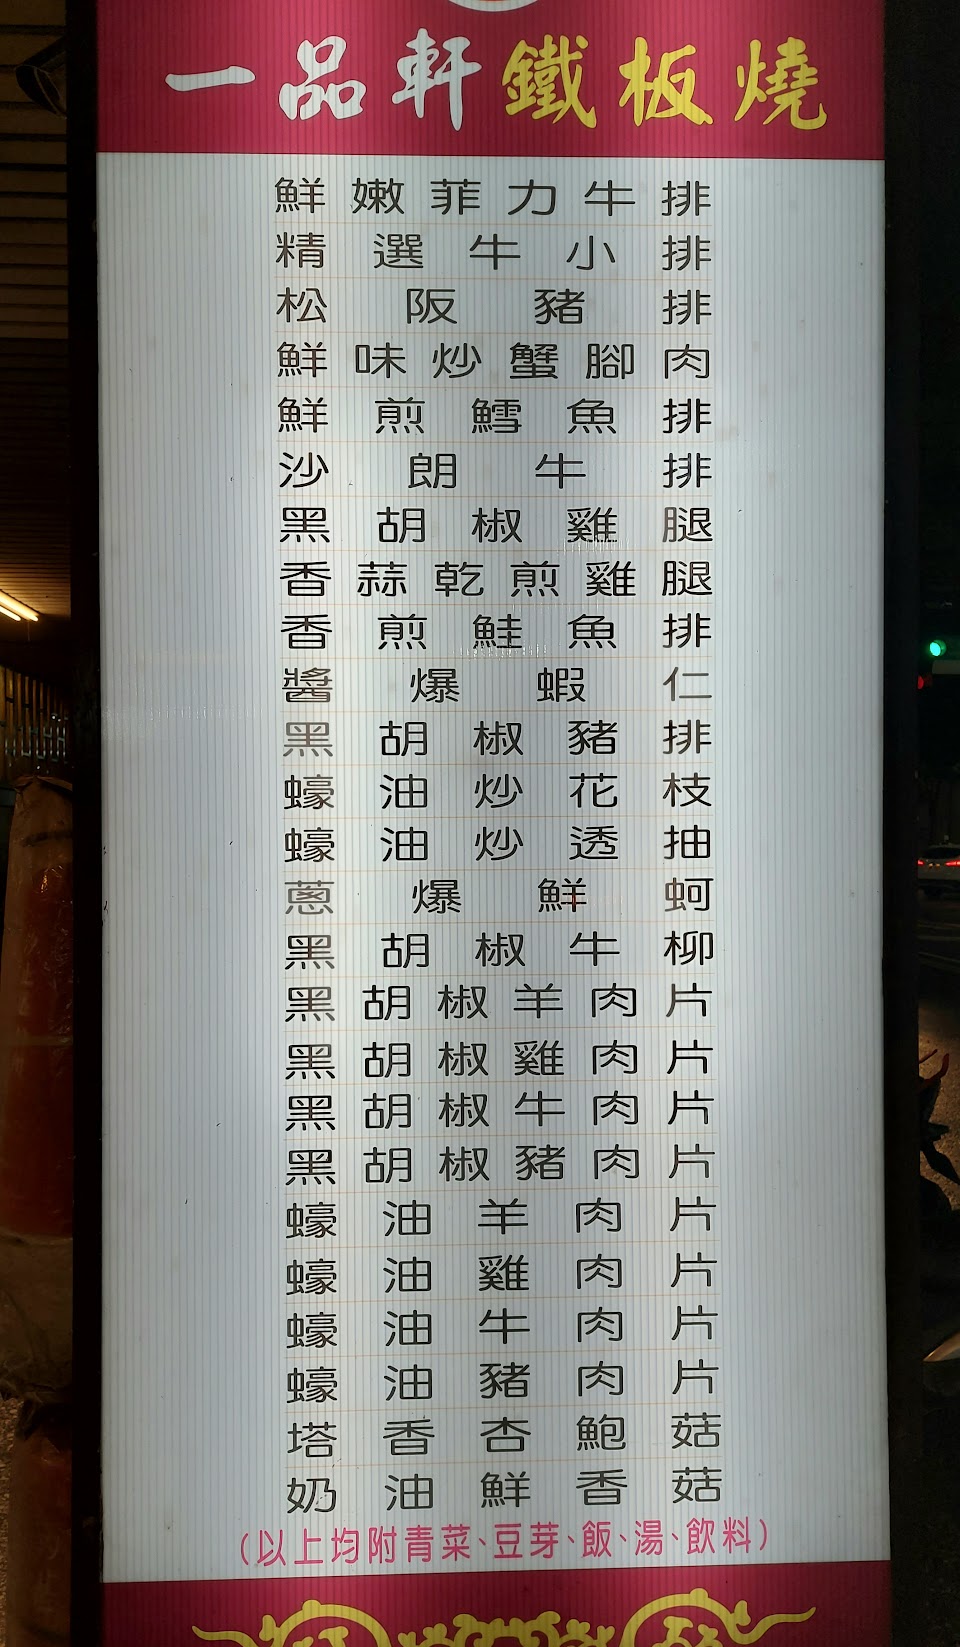 一品軒鐵板燒
鮮嫩菲力牛排
精選牛小排
松阪豬排
鮮味炒蟹腳肉
鮮煎鱈魚排
沙朗牛排
黑胡椒雞腿
香蒜乾煎雞腿
香煎鮭魚排
醬爆蝦仁
黑胡椒豬排
蠔油炒花枝
蠔油炒透抽
蔥爆鮮蚵
黑胡椒牛柳
黑胡椒羊肉片
黑胡椒雞肉片
黑胡椒牛肉片
黑胡椒豬肉片
蠔油羊肉片
蠔油雞肉片
蠔油牛肉片
蠔油豬肉片
塔香杏鮑菇
奶油鮮香菇
(以上均附青菜、豆芽、飯、湯、飲料)